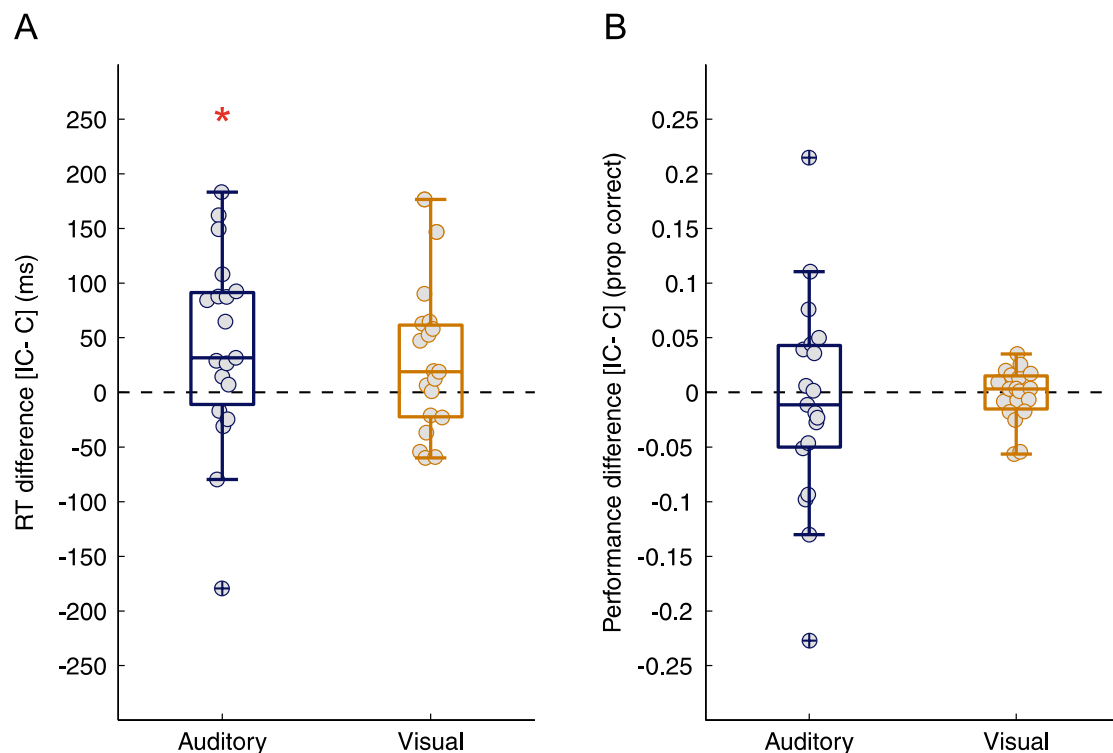 A
RT difference [IC- C] (ms)
250
200
150
100
50
0
-50
-100
-150
-200
-250
*
Auditory
Visual
B
Performance difference [IC- C] (prop correct)
0.25
0.2
0.15
0.1
0.05
0
-0.05
-0.1
-0.15
-0.2
-0.25
Auditory
Visual